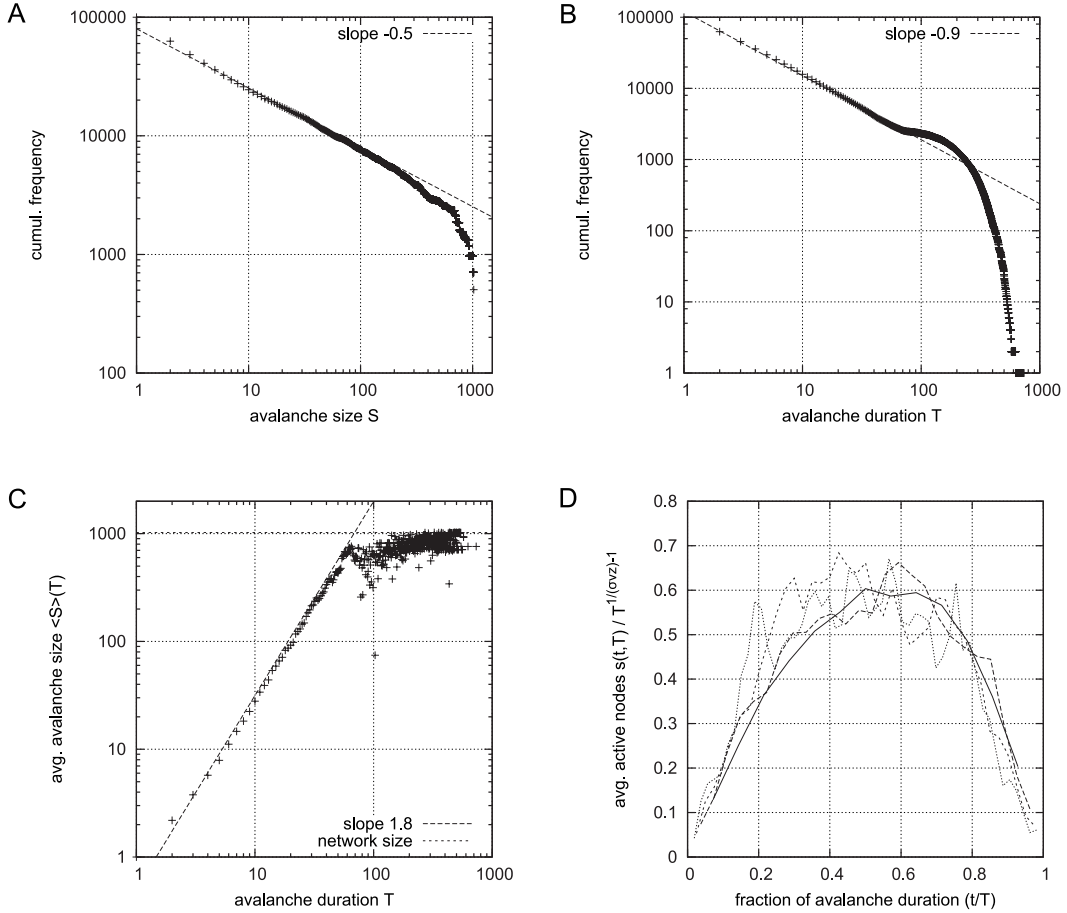 A
100000
10000
1000
100
cumul. frequency
1
10
100
1000
avalanche size S
slope -0.5
B
100000
10000
1000
100
10
1
cumul. frequency
1
10
100
1000
avalanche duration T
slope -0.9
C
1000
100
10
1
avg. avalanche size <S>(T)
1
10
100
1000
avalanche duration T
slope 1.8
network size
D
0.8
0.7
0.6
0.5
0.4
0.3
0.2
0.1
0
avg. active nodes s(t,T) / T^1/(σνz)-1
0
0.2
0.4
0.6
0.8
1
fraction of avalanche duration (t/T)